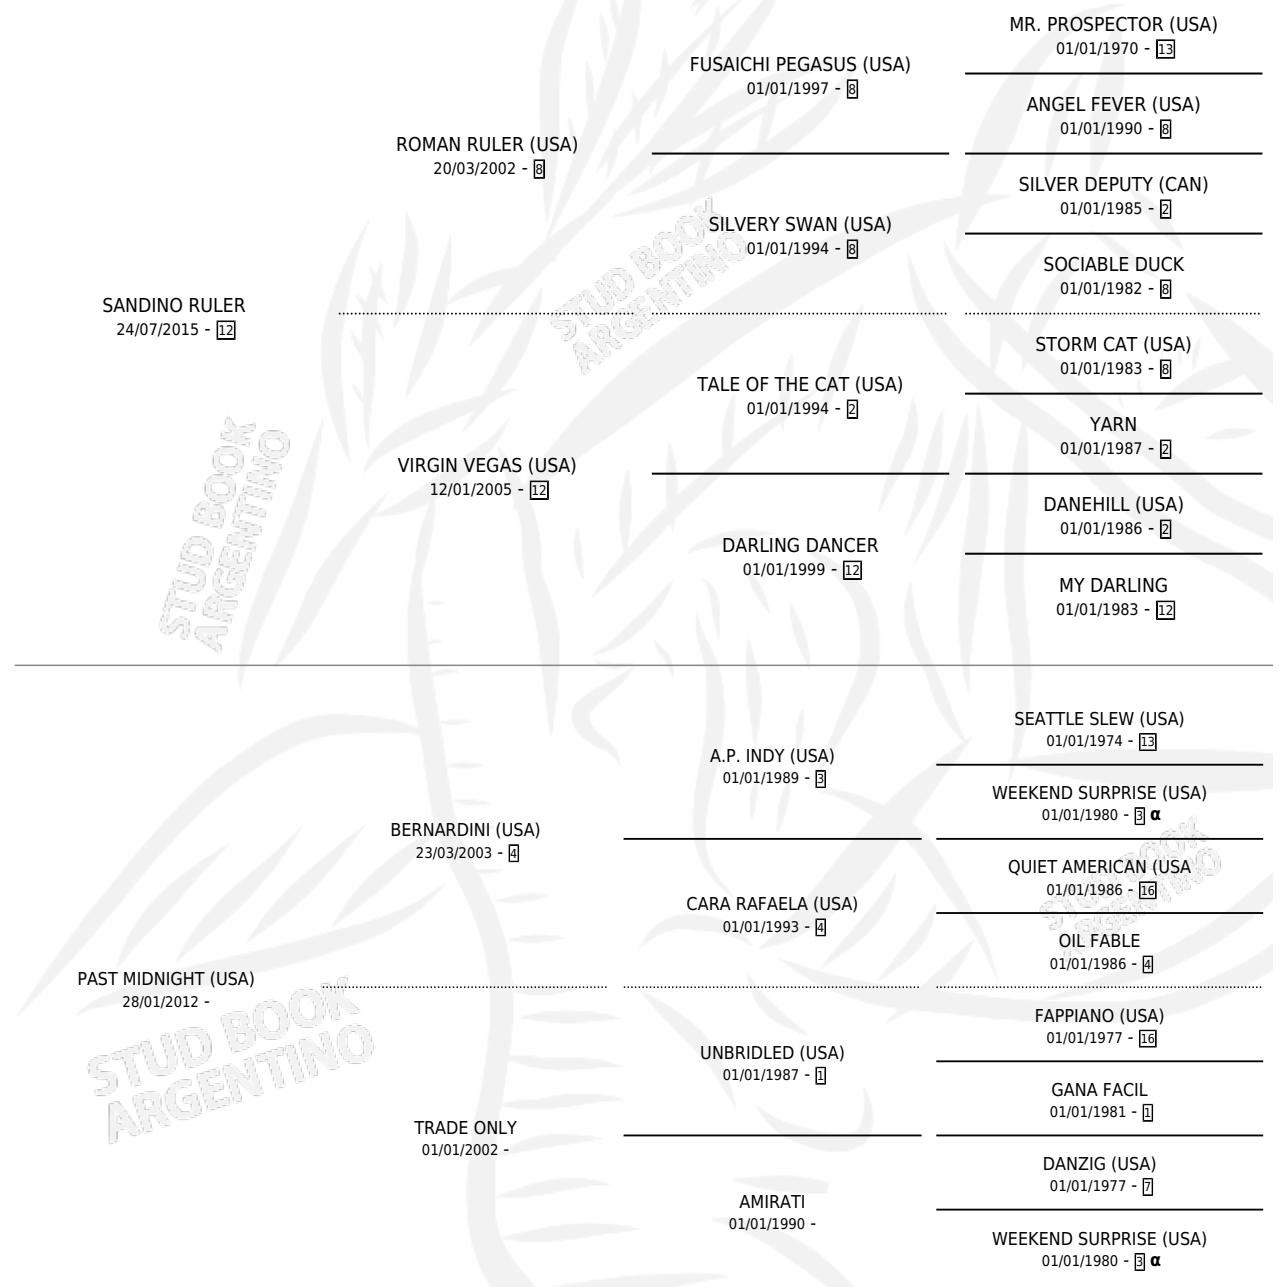 MR. PROSPECTOR (USA)
01/01/1970 - 13
FUSAICHI PEGASUS (USA)
01/01/1997 - 8
ANGEL FEVER (USA)
01/01/1990 - 8
ROMAN RULER (USA)
20/03/2002 - 8
SILVER DEPUTY (CAN)
01/01/1985 - 2
SILVERY SWAN (USA)
01/01/1994 - 8
SOCIABLE DUCK
01/01/1982 - 8
SANDINO RULER
24/07/2015 - 12
STORM CAT (USA)
01/01/1983 - 8
TALE OF THE CAT (USA)
01/01/1994 - 2
YARN
01/01/1987 - 2
VIRGIN VEGAS (USA)
12/01/2005 - 12
DANEHILL (USA)
01/01/1986 - 2
DARLING DANCER
01/01/1999 - 12
MY DARLING
01/01/1983 - 12
SEATTLE SLEW (USA)
01/01/1974 - 13
A.P. INDY (USA)
01/01/1989 - 3
WEEKEND SURPRISE (USA)
01/01/1980 - 3 α
BERNARDINI (USA)
23/03/2003 - 4
QUIET AMERICAN (USA
01/01/1986 - 16
CARA RAFAELA (USA)
01/01/1993 - 4
OIL FABLE
01/01/1986 - 4
PAST MIDNIGHT (USA)
28/01/2012 -
FAPPIANO (USA)
01/01/1977 - 16
UNBRIDLED (USA)
01/01/1987 - 1
GANA FACIL
01/01/1981 - 1
TRADE ONLY
01/01/2002 -
DANZIG (USA)
01/01/1977 - 7
AMIRATI
01/01/1990 -
WEEKEND SURPRISE (USA)
01/01/1980 - 3 α
STUD BOOK
ARGENTINO
STUD BOOK
ARGENTINO
STUD BOOK
ARGENTINO
STUD BOOK
ARGENTINO